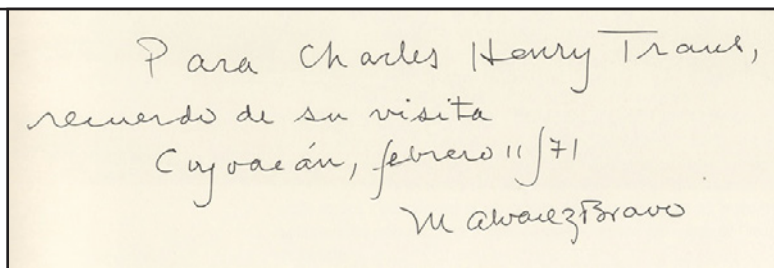 Para Charles Henry Traub,
recuerdo de su visita
Coyoacán, febrero 11/71
M Alvarez Bravo